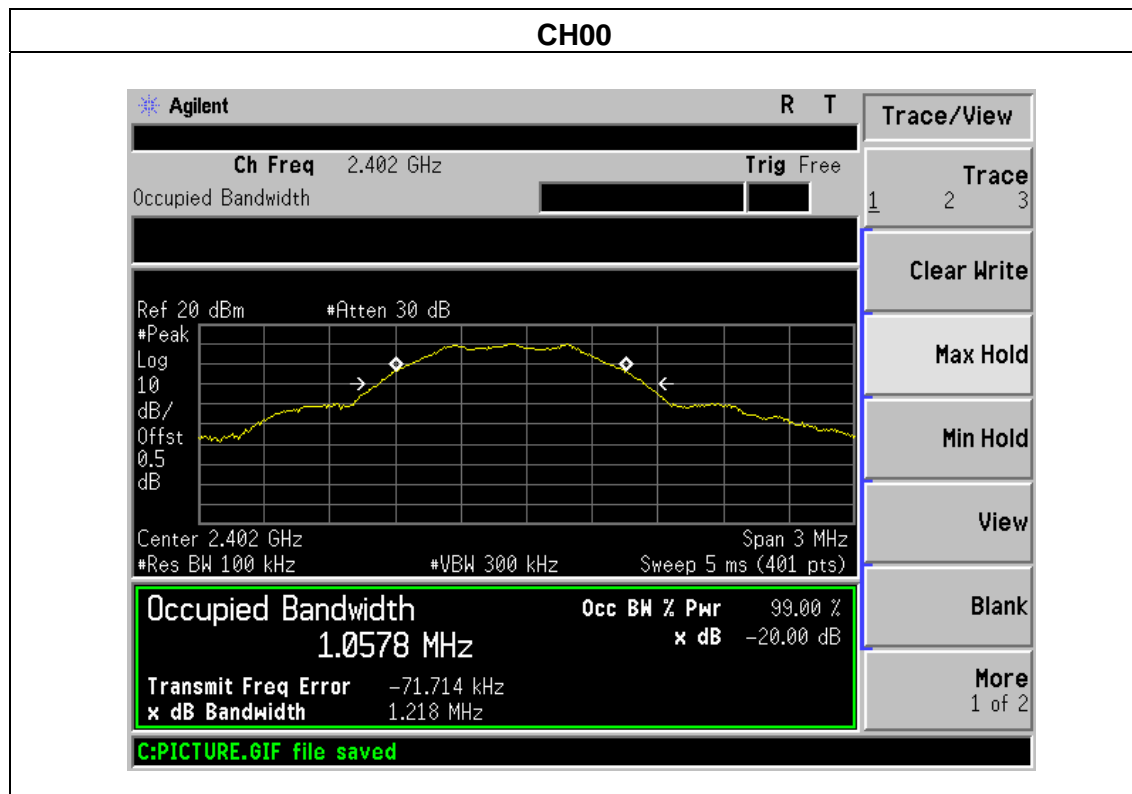 CH00
Agilent R T
Trace/View
Ch Freq 2.402 GHz Trig Free
Occupied Bandwidth
Trace
1 2 3
Clear Write
Max Hold
Min Hold
View
Blank
More
1 of 2
Ref 20 dBm #Atten 30 dB
#Peak
Log
10
dB/
Offst
0.5
dB
Center 2.402 GHz Span 3 MHz
#Res BW 100 kHz #VBW 300 kHz Sweep 5 ms (401 pts)
Occupied Bandwidth Occ BW % Pwr 99.00 %
1.0578 MHz x dB -20.00 dB
Transmit Freq Error -71.714 kHz
x dB Bandwidth 1.218 MHz
C:PICTURE.GIF file saved